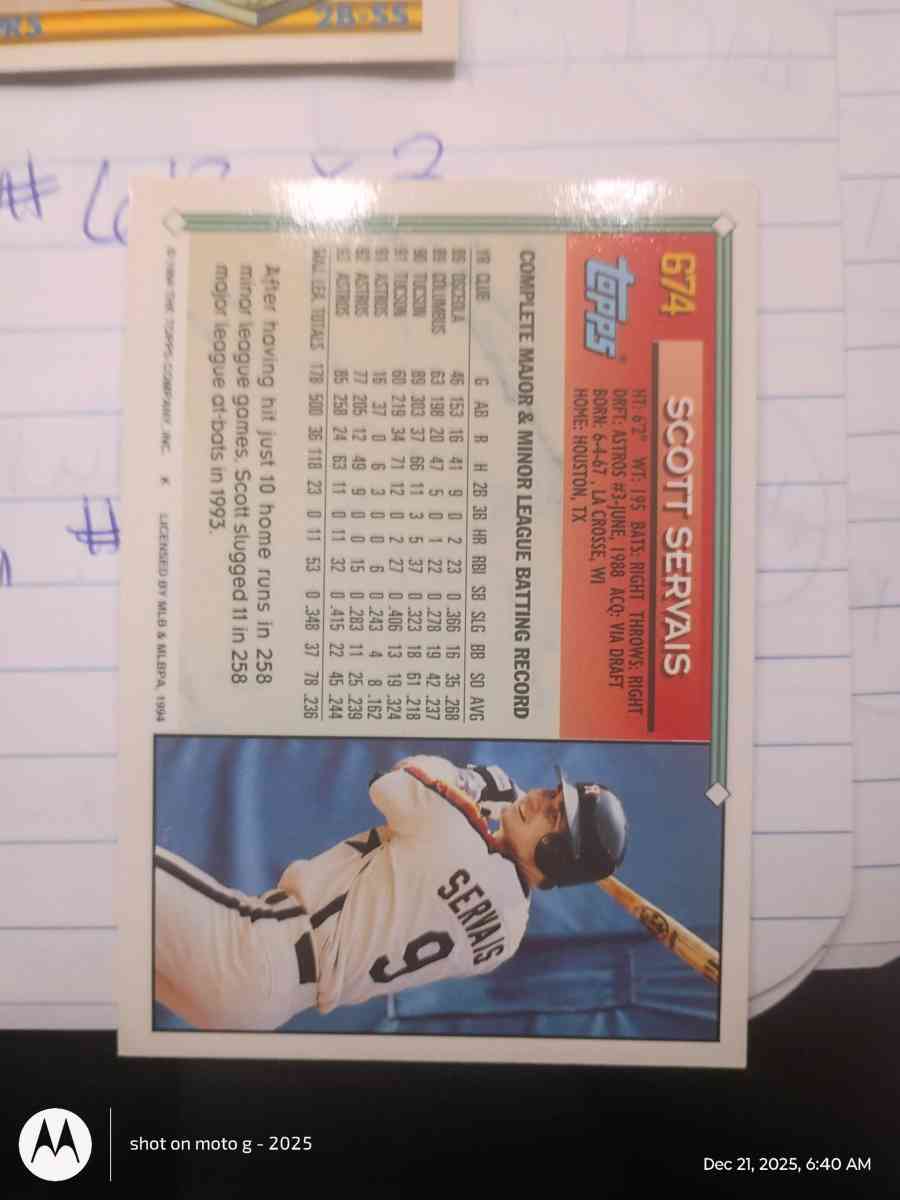 RS 2B-SS
# x 2
#
674 SCOTT SERVAIS
topps
HT: 6'2" WT: 195 BATS: RIGHT THROWS: RIGHT
DRFT: ASTROS #3-JUNE, 1988 ACQ: VIA DRAFT
BORN: 6-4-67, LA CROSSE, WI
HOME: HOUSTON, TX
COMPLETE MAJOR & MINOR LEAGUE BATTING RECORD
YR CLUB G AB R H 2B 3B HR RBI SB SLG BB SO AVG
89 OSCEOLA 46 153 16 41 9 0 2 23 0 .366 16 35 .268
89 COLUMBUS 63 198 20 47 5 0 1 22 0 .278 19 42 .237
90 TUCSON 89 303 37 66 11 3 5 37 0 .323 18 61 .218
91 TUCSON 60 219 34 71 12 0 2 27 0 .406 13 19 .324
91 ASTROS 16 37 0 6 3 0 0 6 0 .243 4 8 .162
92 ASTROS 77 205 12 49 9 0 0 15 0 .283 11 25 .239
93 ASTROS 85 258 24 63 11 0 11 32 0 .415 22 45 .244
MAJ. LEA. TOTALS 178 500 36 118 23 0 11 53 0 .348 37 78 .236
After having hit just 10 home runs in 258
minor league games, Scott slugged 11 in 258
major league at-bats in 1993.
© 1994 THE TOPPS COMPANY, INC. K LICENSED BY MLB & MLBPA, 1994
SERVAIS
9
shot on moto g - 2025
Dec 21, 2025, 6:40 AM